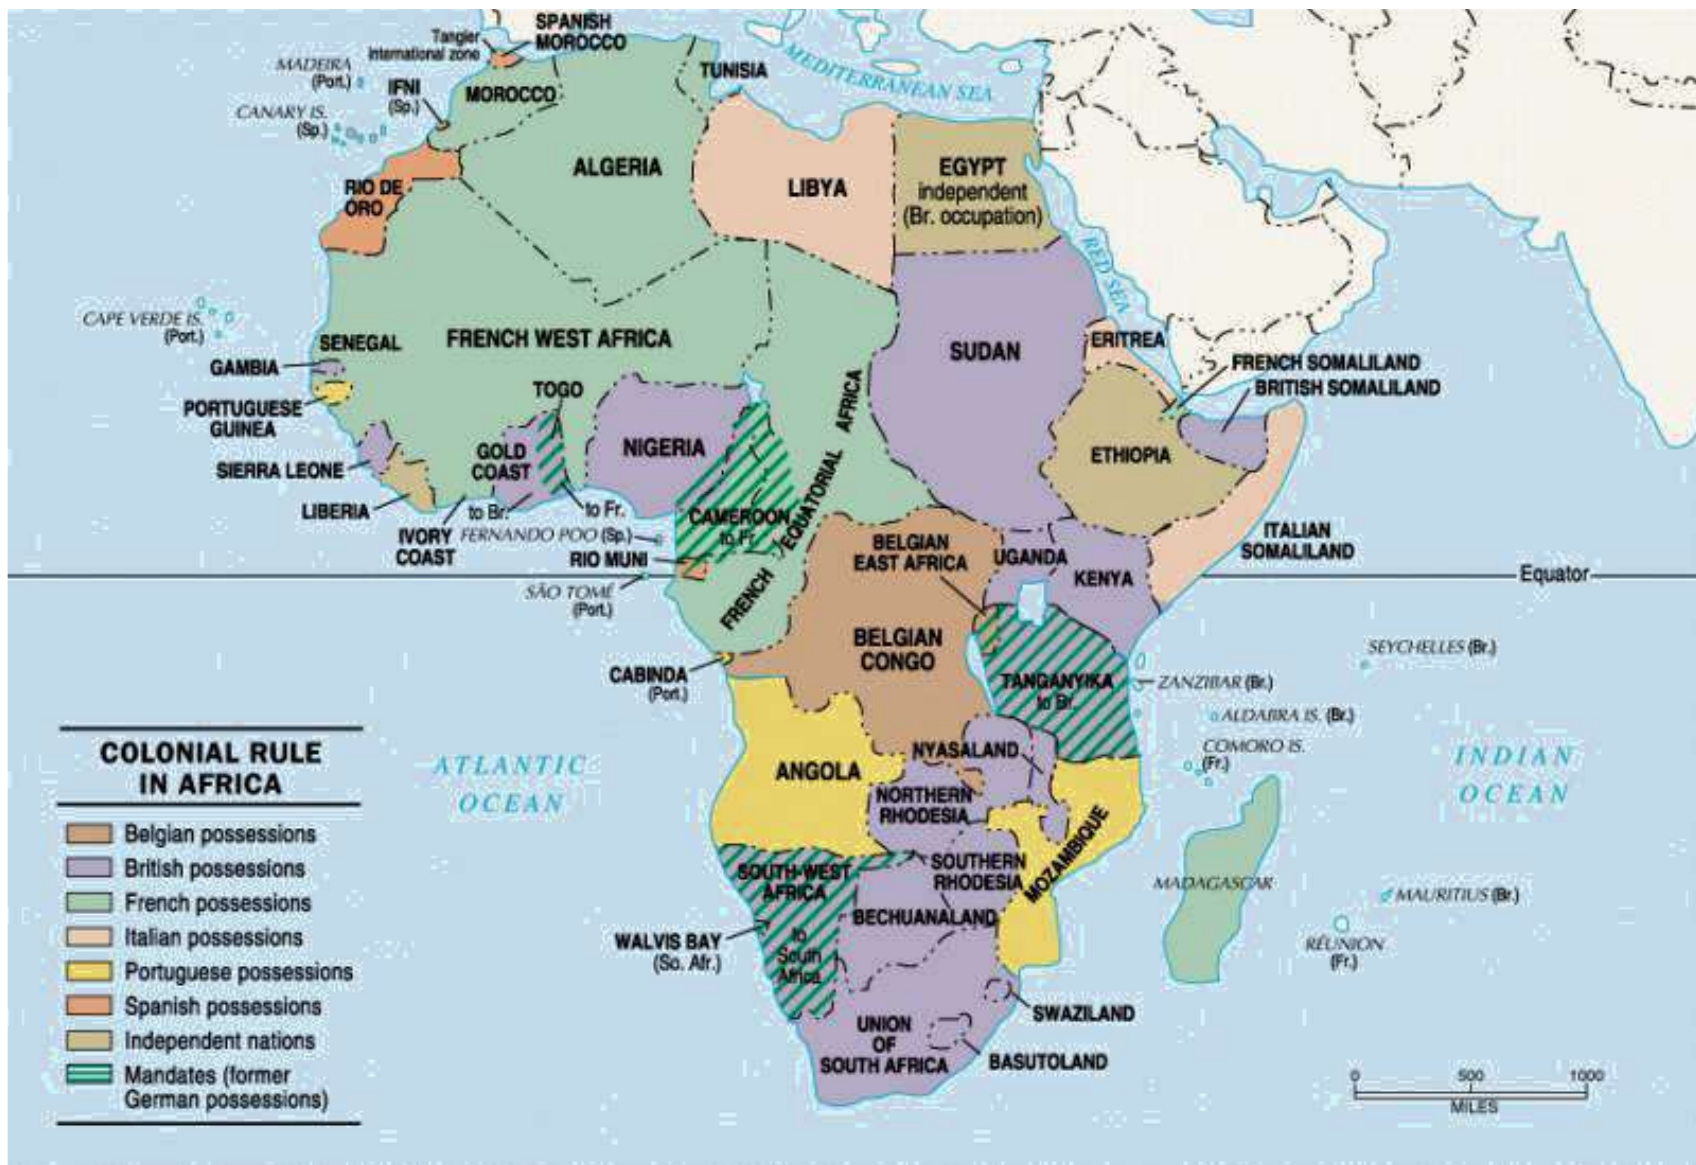 SPANISH
MOROCCO
Tangier
international zone
MADEIRA
(Port.)
IFNI
(Sp.)
MOROCCO
TUNISIA
MEDITERRANEAN SEA
CANARY IS.
(Sp.)
ALGERIA
LIBYA
EGYPT
independent
(Br. occupation)
RIO DE
ORO
RED SEA
CAPE VERDE IS.
(Port.)
SENEGAL
FRENCH WEST AFRICA
SUDAN
ERITREA
GAMBIA
FRENCH SOMALILAND
BRITISH SOMALILAND
TOGO
PORTUGUESE
GUINEA
NIGERIA
GOLD
COAST
ETHIOPIA
SIERRA LEONE
LIBERIA
to Br.
to Fr.
CAMEROON
to Fr.
FRENCH EQUATORIAL AFRICA
IVORY
COAST
FERNANDO POO (Sp.)
ITALIAN
SOMALILAND
RIO MUNI
BELGIAN
EAST AFRICA
UGANDA
KENYA
Equator
SÃO TOMÉ
(Port.)
BELGIAN
CONGO
SEYCHELLES (Br.)
CABINDA
(Port.)
TANGANYIKA
to Br.
ZANZIBAR (Br.)
ALDABRA IS. (Br.)
COMORO IS.
(Fr.)
NYASALAND
ANGOLA
ATLANTIC
OCEAN
INDIAN
OCEAN
NORTHERN
RHODESIA
MOZAMBIQUE
SOUTHERN
RHODESIA
SOUTH-WEST
AFRICA
to
South
Africa
MADAGASCAR
MAURITIUS (Br.)
BECHUANALAND
WALVIS BAY
(So. Afr.)
RÉUNION
(Fr.)
SWAZILAND
UNION
OF
SOUTH AFRICA
BASUTOLAND
COLONIAL RULE
IN AFRICA
Belgian possessions
British possessions
French possessions
Italian possessions
Portuguese possessions
Spanish possessions
Independent nations
Mandates (former
German possessions)
0 500 1000
MILES